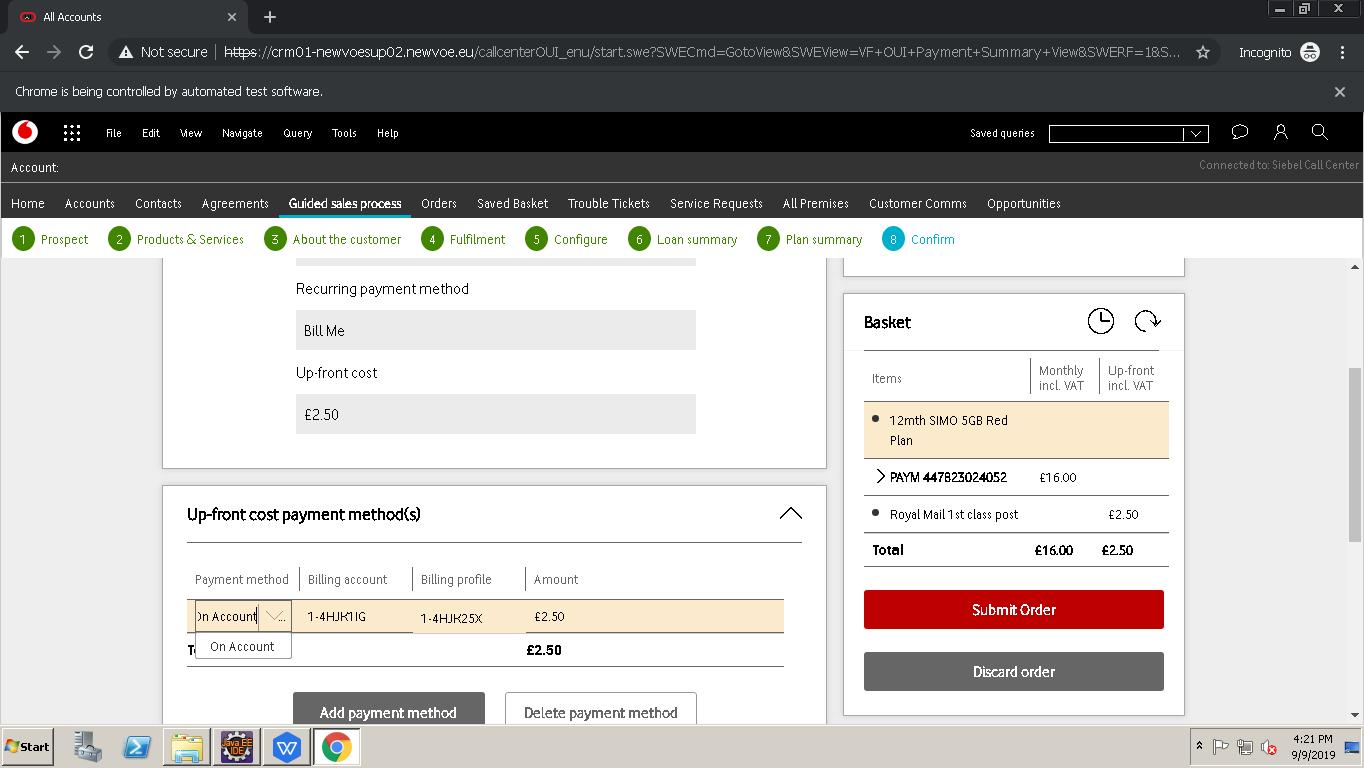 All Accounts
Not secure https://crm01-newvoesup02.newvoe.eu/callcenterOUI_enu/start.swe?SWECmd=GotoView&SWEView=VF+OUI+Payment+Summary+View&SWERF=1&S...
Incognito
Chrome is being controlled by automated test software.
File Edit View Navigate Query Tools Help Saved queries
Account: Connected to: Siebel Call Center
Home Accounts Contacts Agreements Guided sales process Orders Saved Basket Trouble Tickets Service Requests All Premises Customer Comms Opportunities
1 Prospect 2 Products & Services 3 About the customer 4 Fulfilment 5 Configure 6 Loan summary 7 Plan summary 8 Confirm
Recurring payment method
Bill Me
Up-front cost
£2.50
Up-front cost payment method(s)
Payment method Billing account Billing profile Amount
On Account 1-4HJK1IG 1-4HJK25X £2.50
On Account
£2.50
Add payment method Delete payment method
Basket
Items Monthly incl. VAT Up-front incl. VAT
12mth SIMO 5GB Red
Plan
PAYM 447823024052 £16.00
Royal Mail 1st class post £2.50
Total £16.00 £2.50
Submit Order
Discard order
Start
Java EE
IDE
W
4:21 PM
9/9/2019